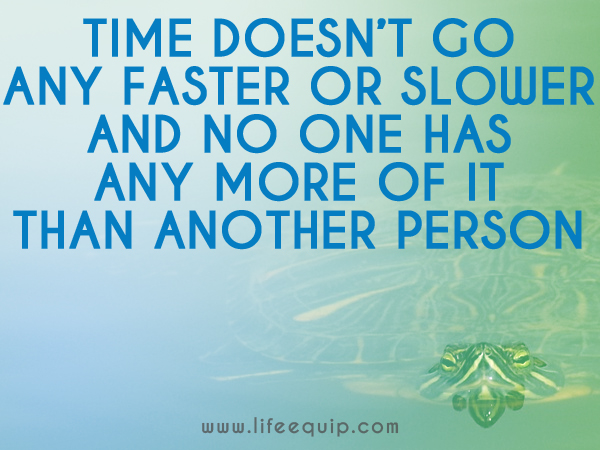 TIME DOESN'T GO
ANY FASTER OR SLOWER
AND NO ONE HAS
ANY MORE OF IT
THAN ANOTHER PERSON
www.lifeequip.com